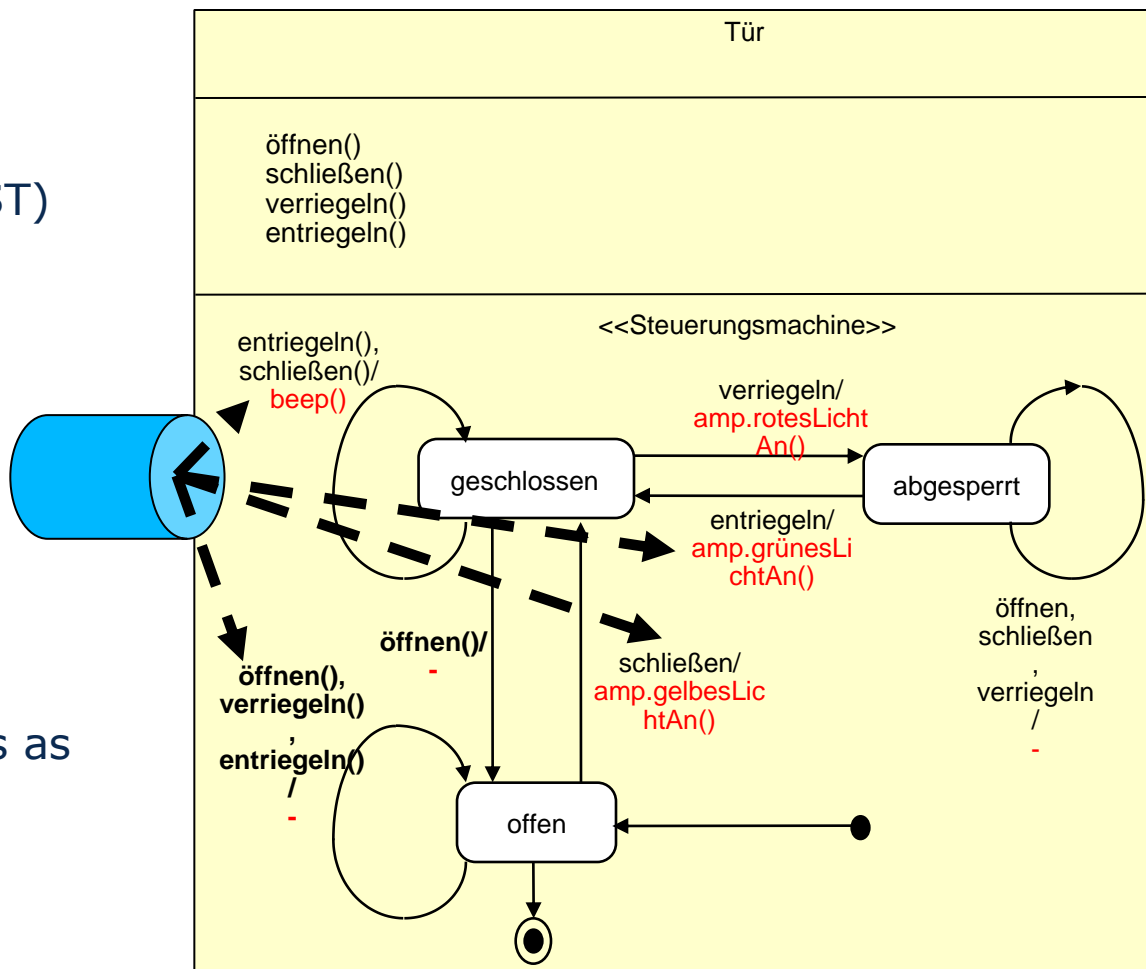 Tür
öffnen()
schließen()
verriegeln()
entriegeln()
ST)
<<Steuerungsmachine>>
entriegeln(),
schließen()/
beep()
verriegeln/
amp.rotesLicht
An()
geschlossen
abgesperrt
entriegeln/
amp.grünesLi
chtAn()
öffnen()/
-
schließen/
amp.gelbesLic
htAn()
öffnen,
schließen
,
verriegeln
/
-
öffnen(),
verriegeln()
,
entriegeln()
/
-
s as
offen